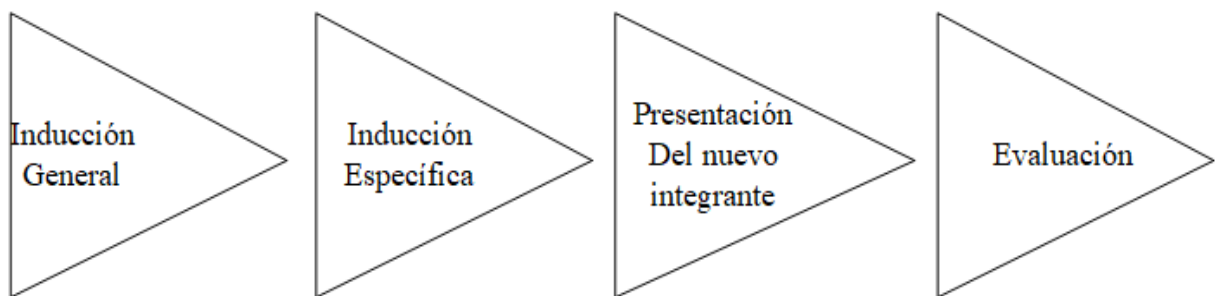 Inducción
General
Inducción
Específica
Presentación
Del nuevo
integrante
Evaluación